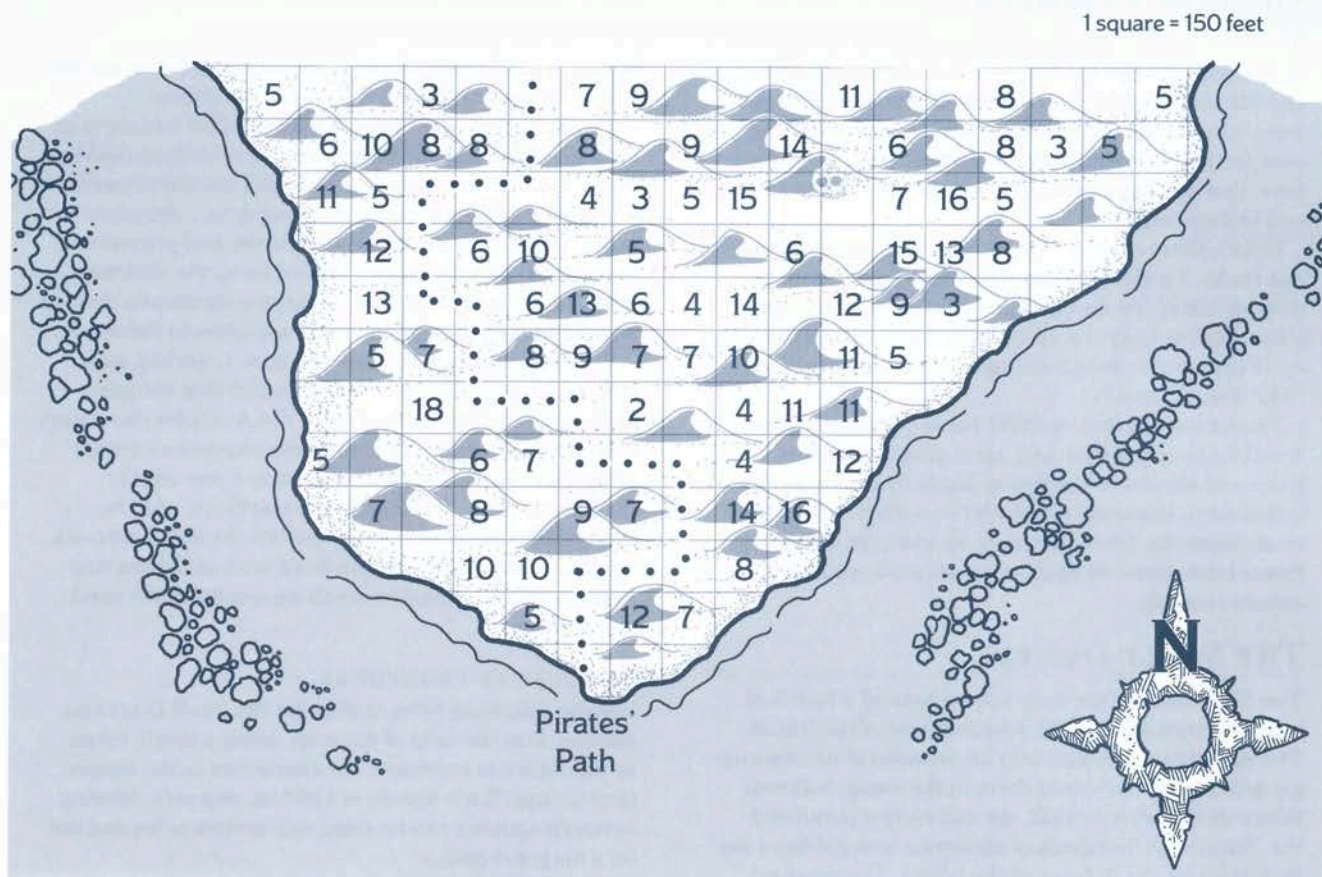 1 square = 150 feet
5 3 7 9 11 8 5
6 10 8 8 8 9 14 6 8 3 5
11 5 4 3 5 15 7 16 5
12 6 10 5 6 15 13 8
13 6 13 6 4 14 12 9 3
5 7 8 9 7 7 10 11 5
18 2 4 11 11
5 6 7 4 12
7 8 9 7 14 16
10 10 8
5 12 7
Pirates'
Path
N